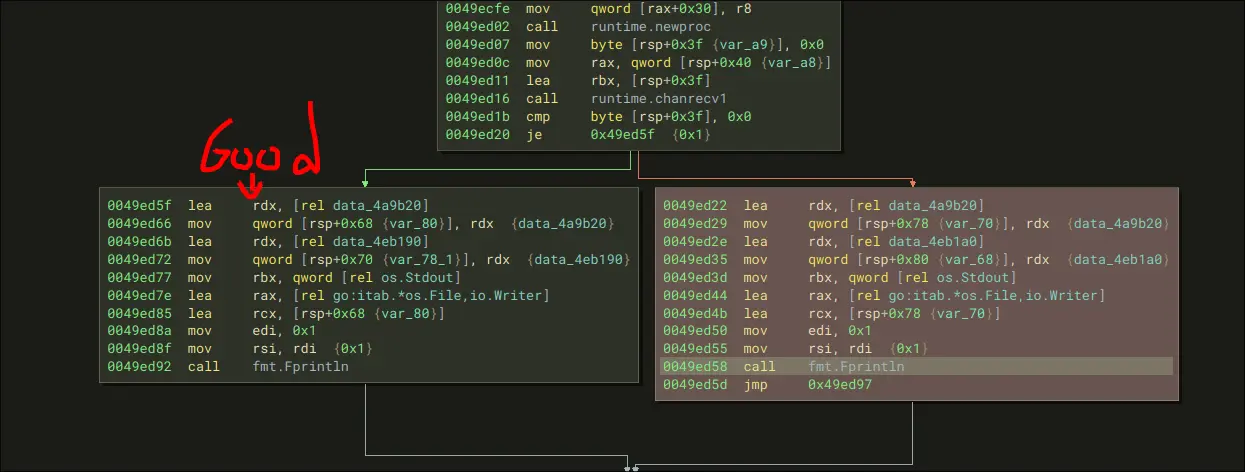 0049ecfe mov qword [rax+0x30], r8
0049ed02 call runtime.newproc
0049ed07 mov byte [rsp+0x3f {var_a9}], 0x0
0049ed0c mov rax, qword [rsp+0x40 {var_a8}]
0049ed11 lea rbx, [rsp+0x3f]
0049ed16 call runtime.chanrecv1
0049ed1b cmp byte [rsp+0x3f], 0x0
0049ed20 je 0x49ed5f {0x1}
Good
0049ed5f lea rdx, [rel data_4a9b20]
0049ed66 mov qword [rsp+0x68 {var_80}], rdx {data_4a9b20}
0049ed6b lea rdx, [rel data_4eb190]
0049ed72 mov qword [rsp+0x70 {var_78_1}], rdx {data_4eb190}
0049ed77 mov rbx, qword [rel os.Stdout]
0049ed7e lea rax, [rel go:itab.*os.File,io.Writer]
0049ed85 lea rcx, [rsp+0x68 {var_80}]
0049ed8a mov edi, 0x1
0049ed8f mov rsi, rdi {0x1}
0049ed92 call fmt.Fprintln
0049ed22 lea rdx, [rel data_4a9b20]
0049ed29 mov qword [rsp+0x78 {var_70}], rdx {data_4a9b20}
0049ed2e lea rdx, [rel data_4eb1a0]
0049ed35 mov qword [rsp+0x80 {var_68}], rdx {data_4eb1a0}
0049ed3d mov rbx, qword [rel os.Stdout]
0049ed44 lea rax, [rel go:itab.*os.File,io.Writer]
0049ed4b lea rcx, [rsp+0x78 {var_70}]
0049ed50 mov edi, 0x1
0049ed55 mov rsi, rdi {0x1}
0049ed58 call fmt.Fprintln
0049ed5d jmp 0x49ed97